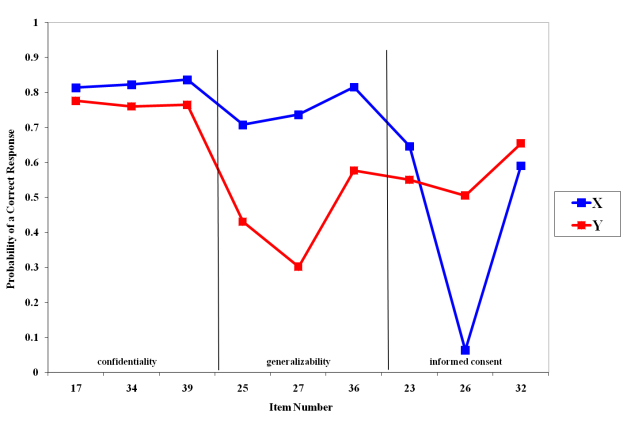 1
0.9
0.8
0.7
0.6
0.5
0.4
0.3
0.2
0.1
0
Probability of a Correct Response
confidentiality generalizability informed consent
17 34 39 25 27 36 23 26 32
Item Number
X
Y